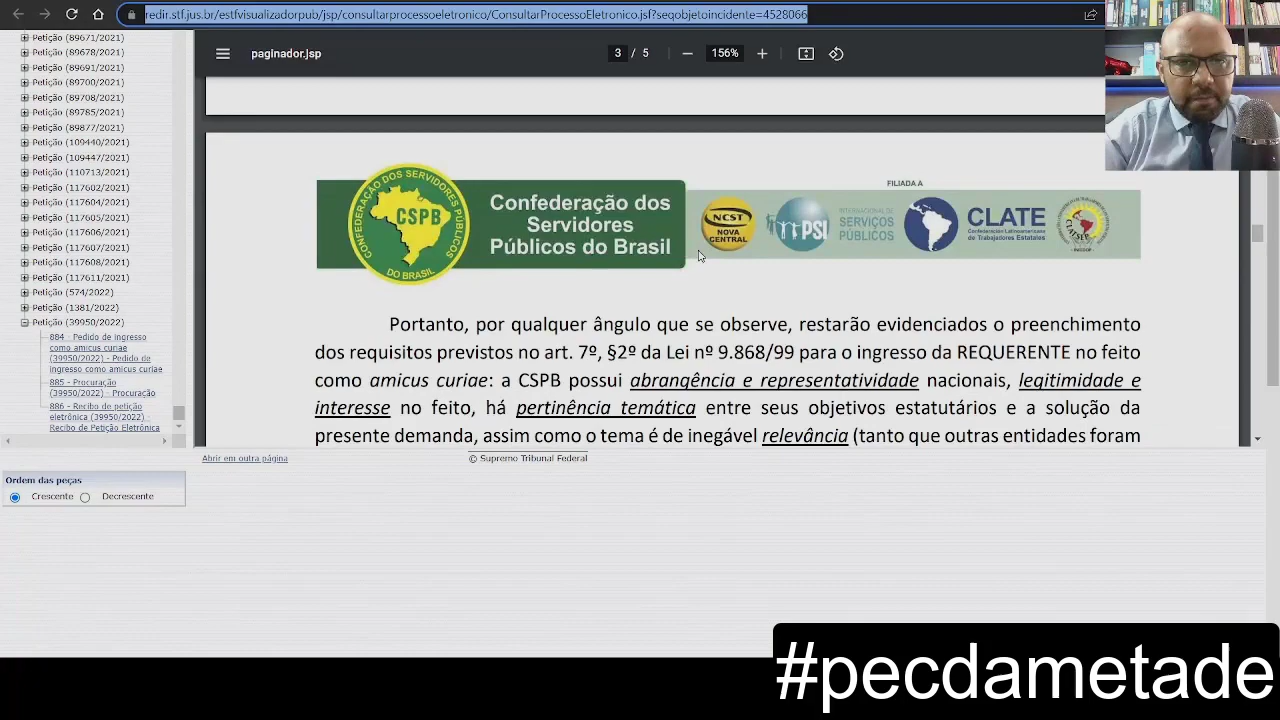 redir.stf.jus.br/estfvisualizadorpub/jsp/consultarprocessoeletronico/ConsultarProcessoEletronico.jsf?seqobjetoincidente=4528066
Petição (89671/2021)
Petição (89678/2021)
Petição (89691/2021)
Petição (89700/2021)
Petição (89708/2021)
Petição (89785/2021)
Petição (89877/2021)
Petição (109440/2021)
Petição (109447/2021)
Petição (110713/2021)
Petição (117602/2021)
Petição (117604/2021)
Petição (117605/2021)
Petição (117606/2021)
Petição (117607/2021)
Petição (117608/2021)
Petição (117611/2021)
Petição (574/2022)
Petição (1381/2022)
Petição (39950/2022)
884 - Pedido de ingresso
como amicus curiae
(39950/2022) - Pedido de
ingresso como amicus curiae
885 - Procuração
(39950/2022) - Procuração
886 - Recibo de petição
eletrônica (39950/2022) -
Recibo de Petição Eletrônica
Ordem das peças
Crescente
Decrescente
paginador.jsp
3 / 5
156%
CONFEDERAÇÃO DOS SERVIDORES PÚBLICOS
CSPB
DO BRASIL
Confederação dos
Servidores
Públicos do Brasil
FILIADA A
NCST
NOVA
CENTRAL
PSI
INTERNACIONAL DE
SERVIÇOS
PÚBLICOS
CLATE
Confederación Latinoamericana
de Trabajadores Estatales
Portanto, por qualquer ângulo que se observe, restarão evidenciados o preenchimento
dos requisitos previstos no art. 7º, §2º da Lei nº 9.868/99 para o ingresso da REQUERENTE no feito
como amicus curiae: a CSPB possui abrangência e representatividade nacionais, legitimidade e
interesse no feito, há pertinência temática entre seus objetivos estatutários e a solução da
presente demanda, assim como o tema é de inegável relevância (tanto que outras entidades foram
Abrir em outra página
© Supremo Tribunal Federal
#pecdametade